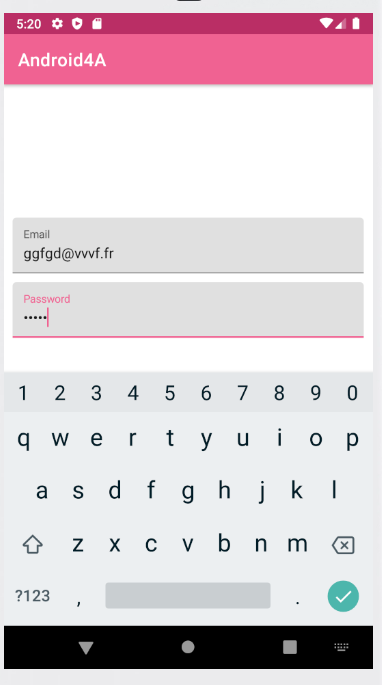 5:20
Android4A
Email
ggfgd@vvvf.fr
Password
•••••
1 2 3 4 5 6 7 8 9 0
q w e r t y u i o p
a s d f g h j k l
z x c v b n m
?123 , .